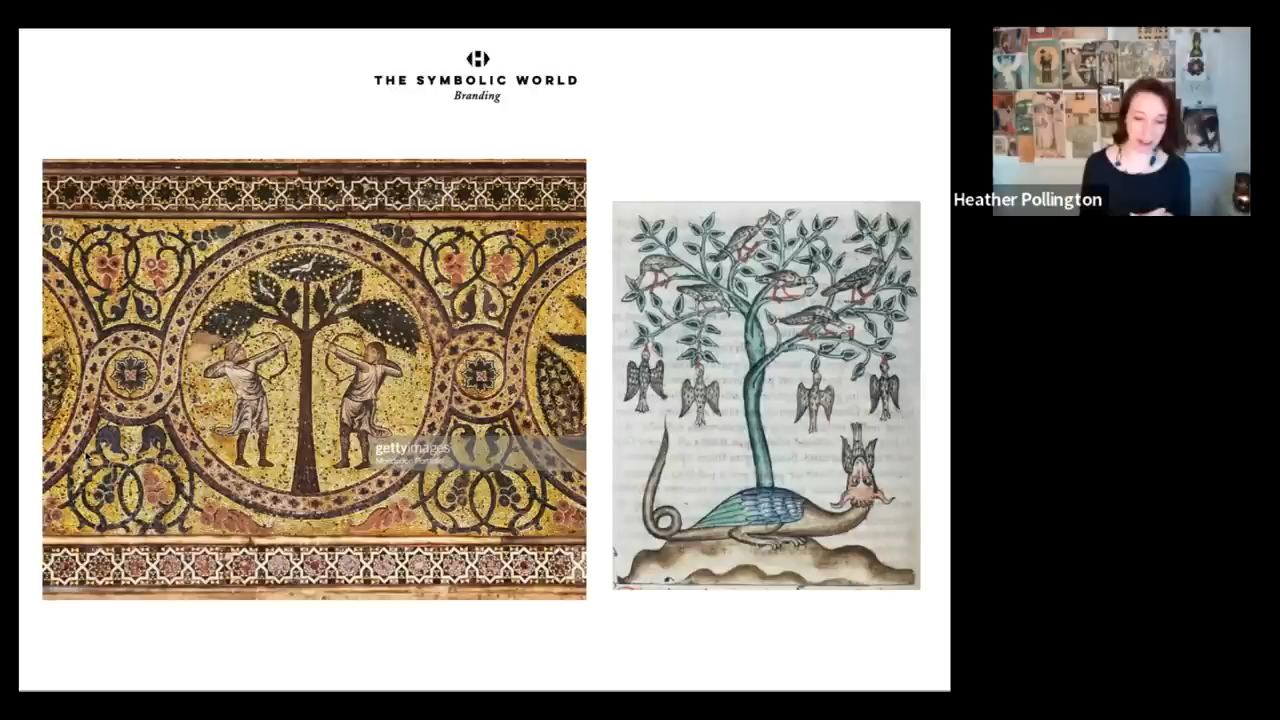 THE SYMBOLIC WORLD
Branding
gettyimages
Heather Pollington